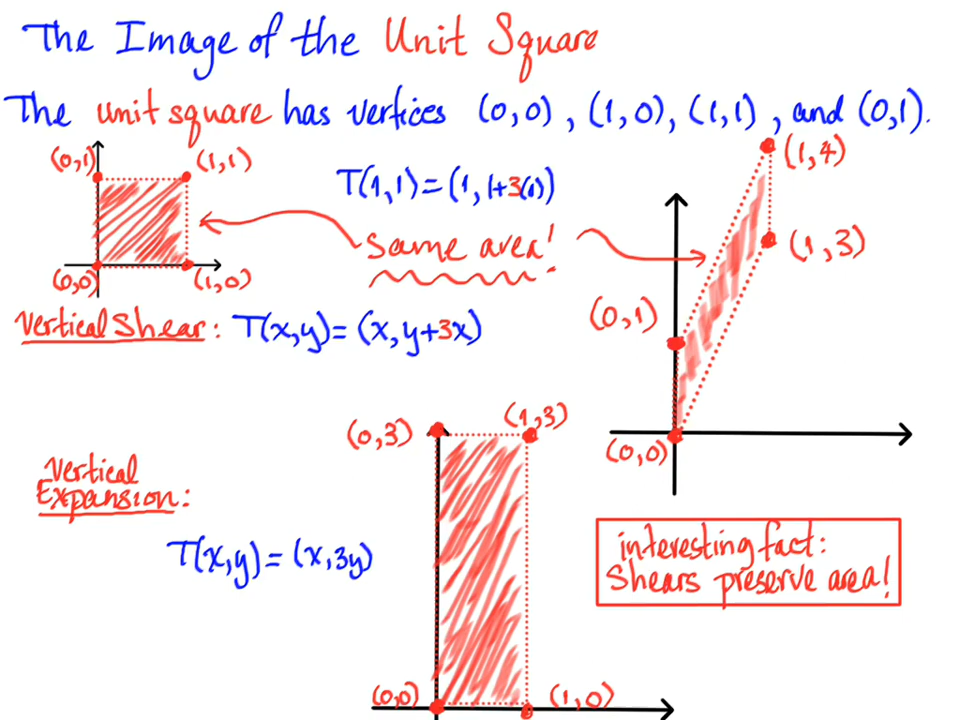 The Image of the Unit Square
The unit square has vertices (0,0), (1,0), (1,1), and (0,1).
(0,1)
(1,1)
(0,0)
(1,0)
T(1,1)=(1,1+3(1))
same area!
(1,4)
(1,3)
(0,1)
(0,0)
Vertical Shear: T(x,y)=(x,y+3x)
(0,3)
(1,3)
(0,0)
(1,0)
Vertical
Expansion:
T(x,y)=(x,3y)
interesting fact:
Shears preserve area!